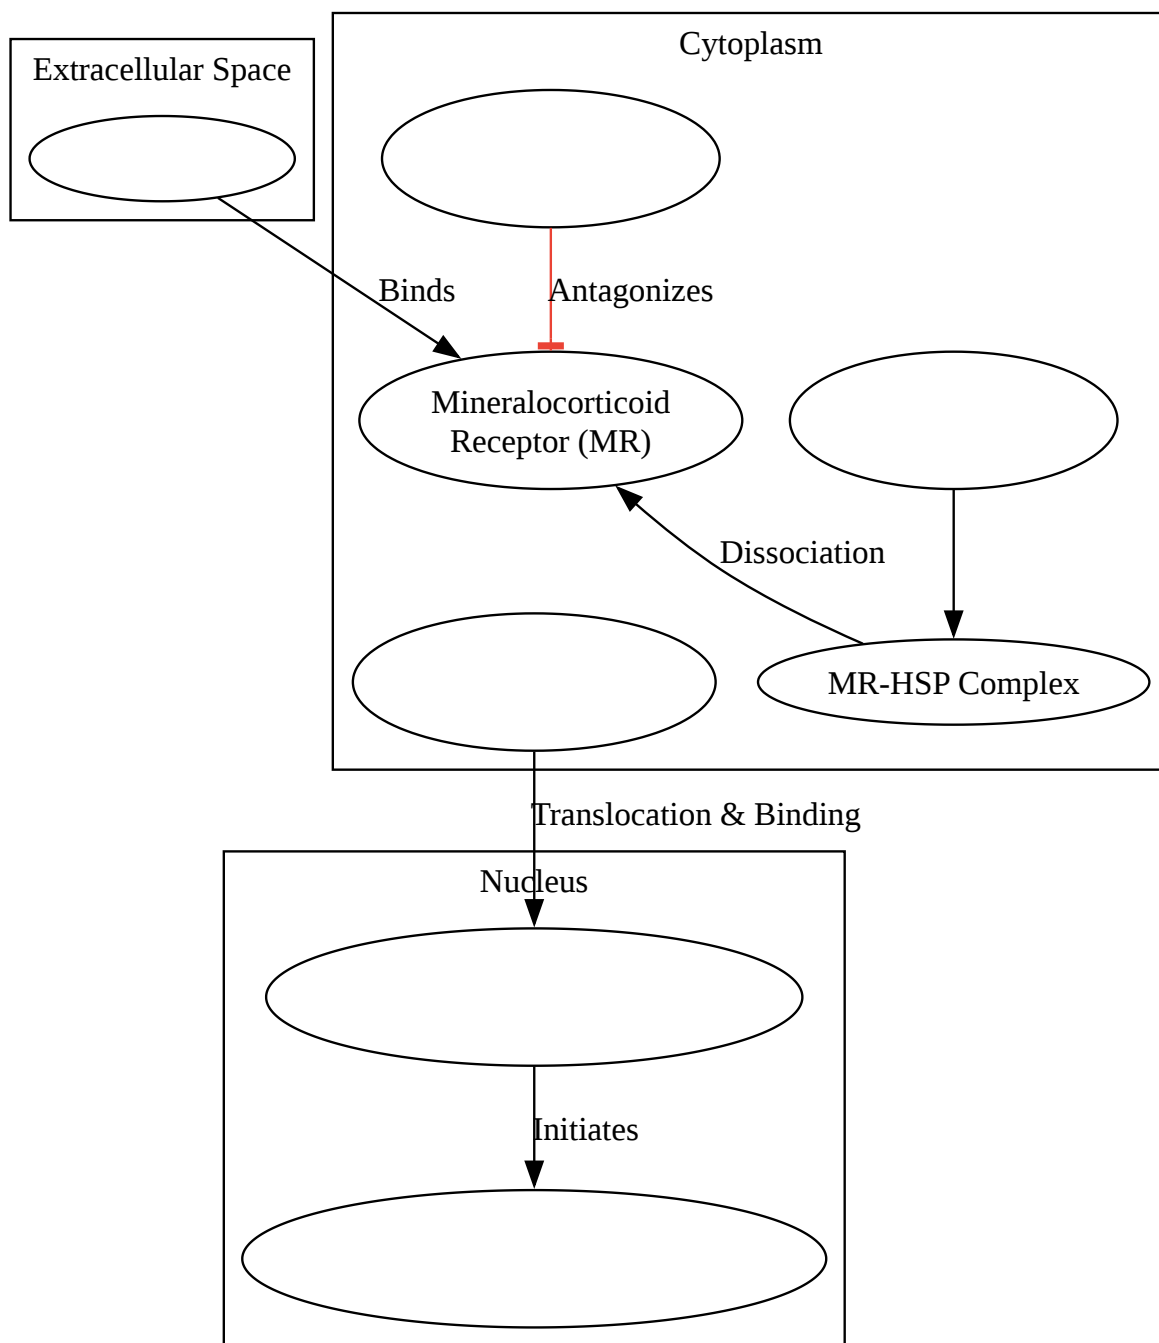 Cytoplasm
Extracellular Space
Binds
Antagonizes
Mineralocorticoid
Receptor (MR)
Dissociation
MR-HSP Complex
Translocation & Binding
Nucleus
Initiates